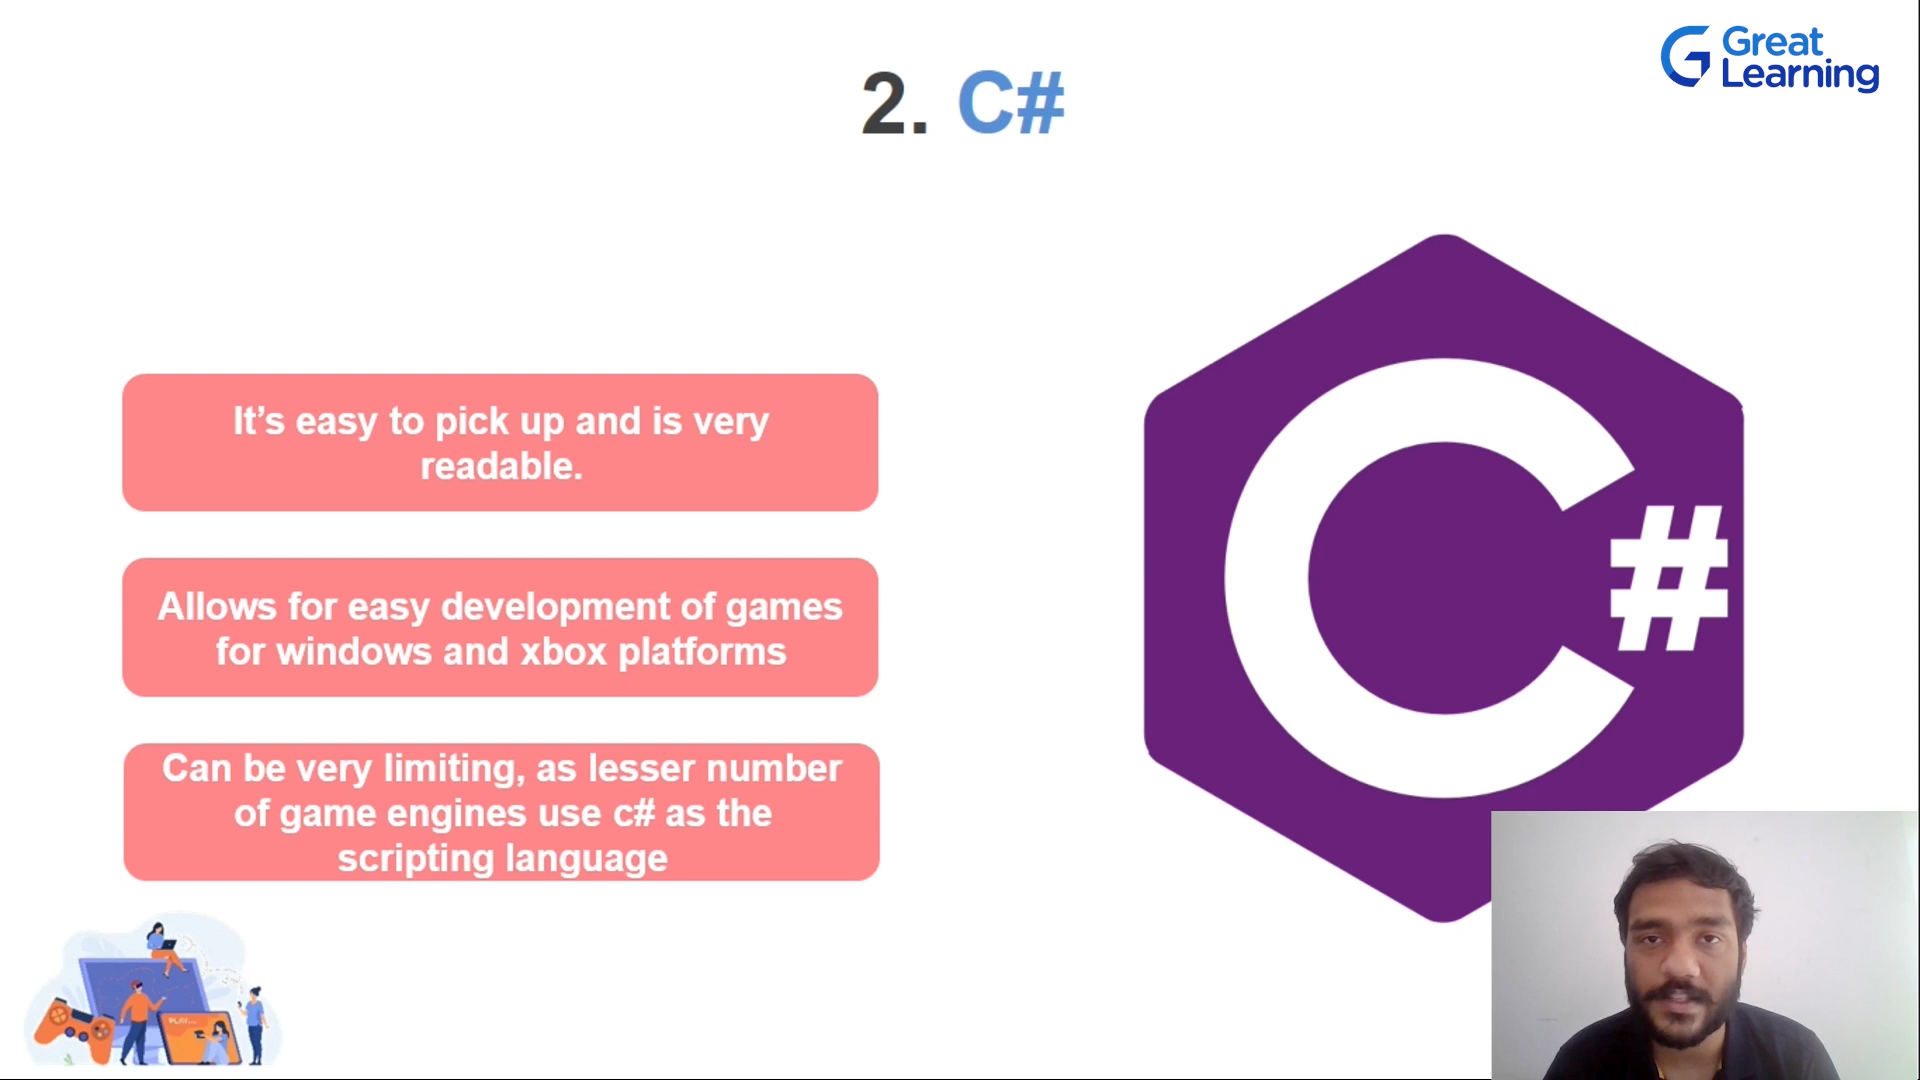 Great
Learning
2. C#
It’s easy to pick up and is very
readable.
Allows for easy development of games
for windows and xbox platforms
Can be very limiting, as lesser number
of game engines use c# as the
scripting language
C#
PLAY...